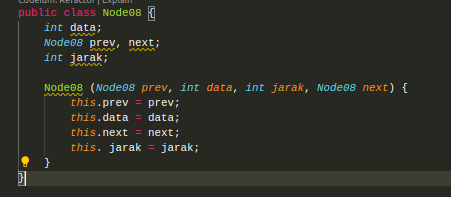 Codeium: Refactor | Explain
public class Node08 {
    int data;
    Node08 prev, next;
    int jarak;
    Node08 (Node08 prev, int data, int jarak, Node08 next) {
        this.prev = prev;
        this.data = data;
        this.next = next;
        this. jarak = jarak;
    }
}